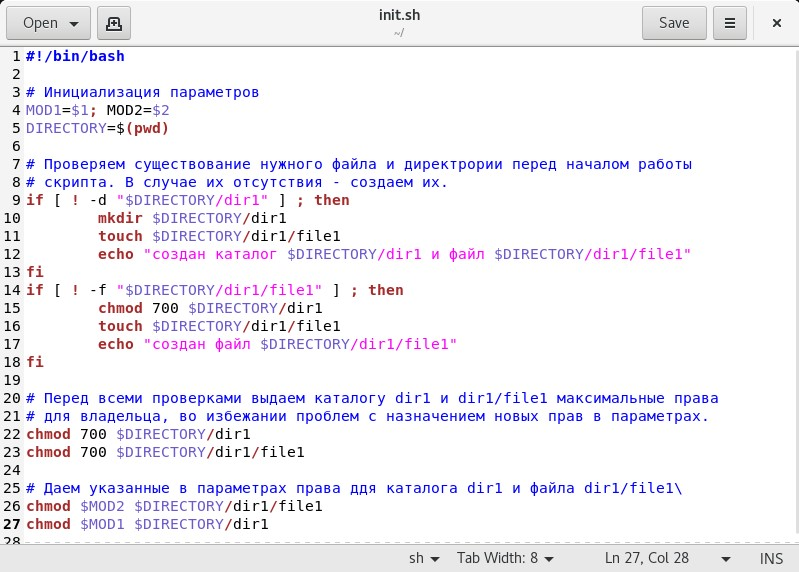 Open
init.sh
~/
Save
1 #!/bin/bash
2
3 # Инициализация параметров
4 MOD1=$1; MOD2=$2
5 DIRECTORY=$(pwd)
6
7 # Проверяем существование нужного файла и директрории перед началом работы
8 # скрипта. В случае их отсутствия - создаем их.
9 if [ ! -d "$DIRECTORY/dir1" ] ; then
10 mkdir $DIRECTORY/dir1
11 touch $DIRECTORY/dir1/file1
12 echo "создан каталог $DIRECTORY/dir1 и файл $DIRECTORY/dir1/file1"
13 fi
14 if [ ! -f "$DIRECTORY/dir1/file1" ] ; then
15 chmod 700 $DIRECTORY/dir1
16 touch $DIRECTORY/dir1/file1
17 echo "создан файл $DIRECTORY/dir1/file1"
18 fi
19
20 # Перед всеми проверками выдаем каталогу dir1 и dir1/file1 максимальные права
21 # для владельца, во избежании проблем с назначением новых прав в параметрах.
22 chmod 700 $DIRECTORY/dir1
23 chmod 700 $DIRECTORY/dir1/file1
24
25 # Даем указанные в параметрах права ддя каталога dir1 и файла dir1/file1\
26 chmod $MOD2 $DIRECTORY/dir1/file1
27 chmod $MOD1 $DIRECTORY/dir1
28
sh Tab Width: 8 Ln 27, Col 28 INS